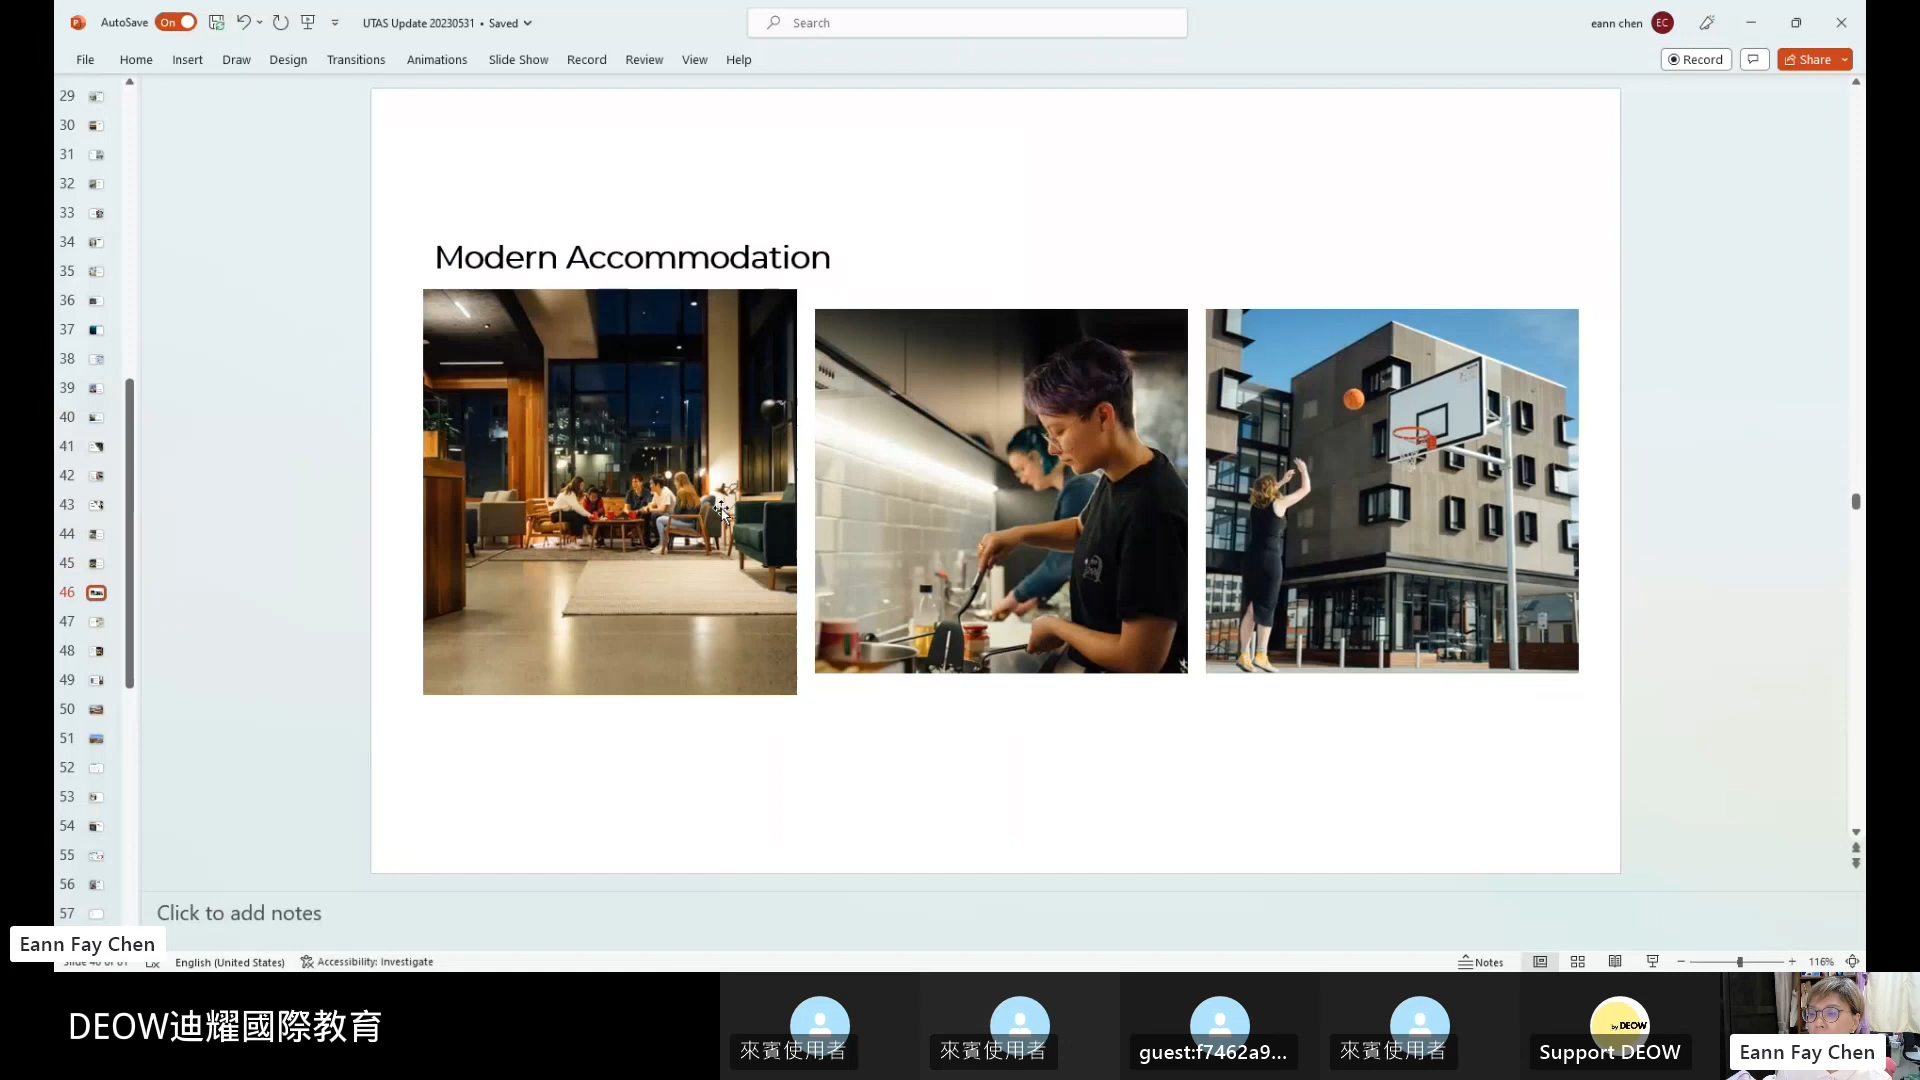 AutoSave On UTAS Update 20230531 • Saved Search eann chen EC
File Home Insert Draw Design Transitions Animations Slide Show Record Review View Help Record Share
29
30
31
32
33
34
35
36
37
38
39
40
41
42
43
44
45
46
47
48
49
50
51
52
53
54
55
56
57
Modern Accommodation
Click to add notes
Eann Fay Chen
English (United States) Accessibility: Investigate Notes 116%
DEOW迪耀國際教育
來賓使用者
來賓使用者
guest:f7462a9...
來賓使用者
by DEOW
Support DEOW
Eann Fay Chen